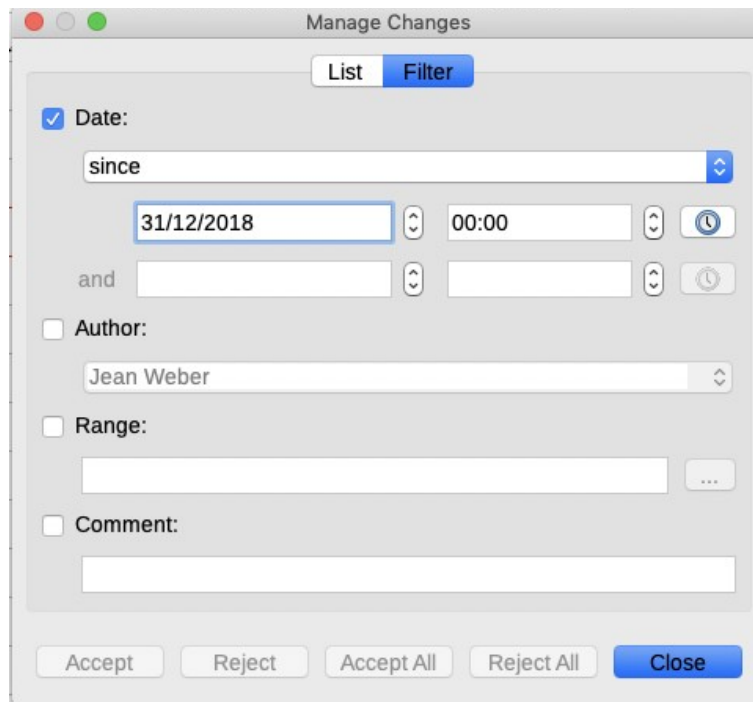 Manage Changes
List Filter
Date:
since
31/12/2018 00:00
and
Author:
Jean Weber
Range:
...
Comment:
Accept Reject Accept All Reject All Close